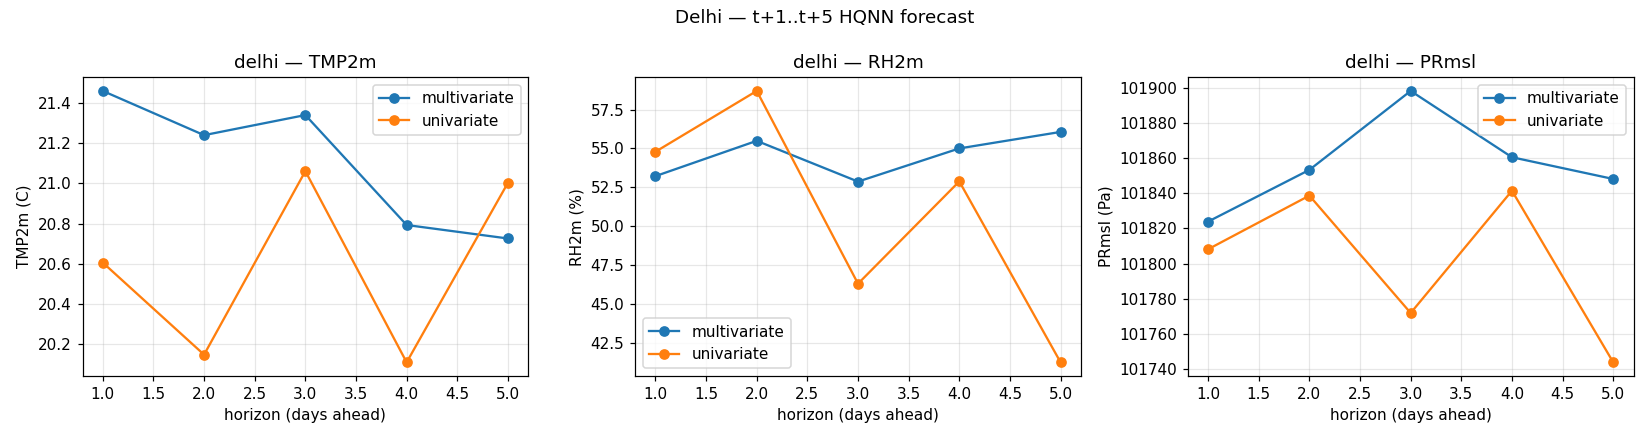 Delhi — t+1..t+5 HQNN forecast
delhi — TMP2m
TMP2m (C)
21.4
21.2
21.0
20.8
20.6
20.4
20.2
multivariate
univariate
1.0 1.5 2.0 2.5 3.0 3.5 4.0 4.5 5.0
horizon (days ahead)
delhi — RH2m
RH2m (%)
57.5
55.0
52.5
50.0
47.5
45.0
42.5
multivariate
univariate
1.0 1.5 2.0 2.5 3.0 3.5 4.0 4.5 5.0
horizon (days ahead)
delhi — PRmsl
PRmsl (Pa)
101900
101880
101860
101840
101820
101800
101780
101760
101740
multivariate
univariate
1.0 1.5 2.0 2.5 3.0 3.5 4.0 4.5 5.0
horizon (days ahead)